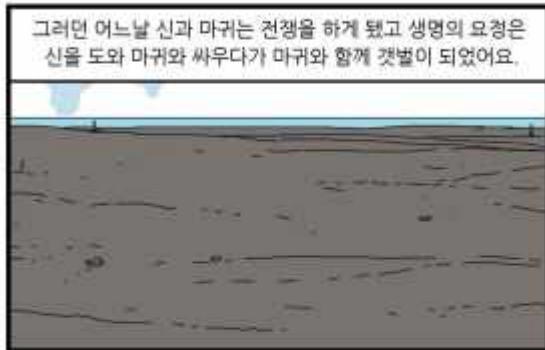 그러던 어느날 신과 마귀는 전쟁을 하게 됐고 생명의 요정은
신을 도와 마귀와 싸우다가 마귀와 함께 갯벌이 되었어요.